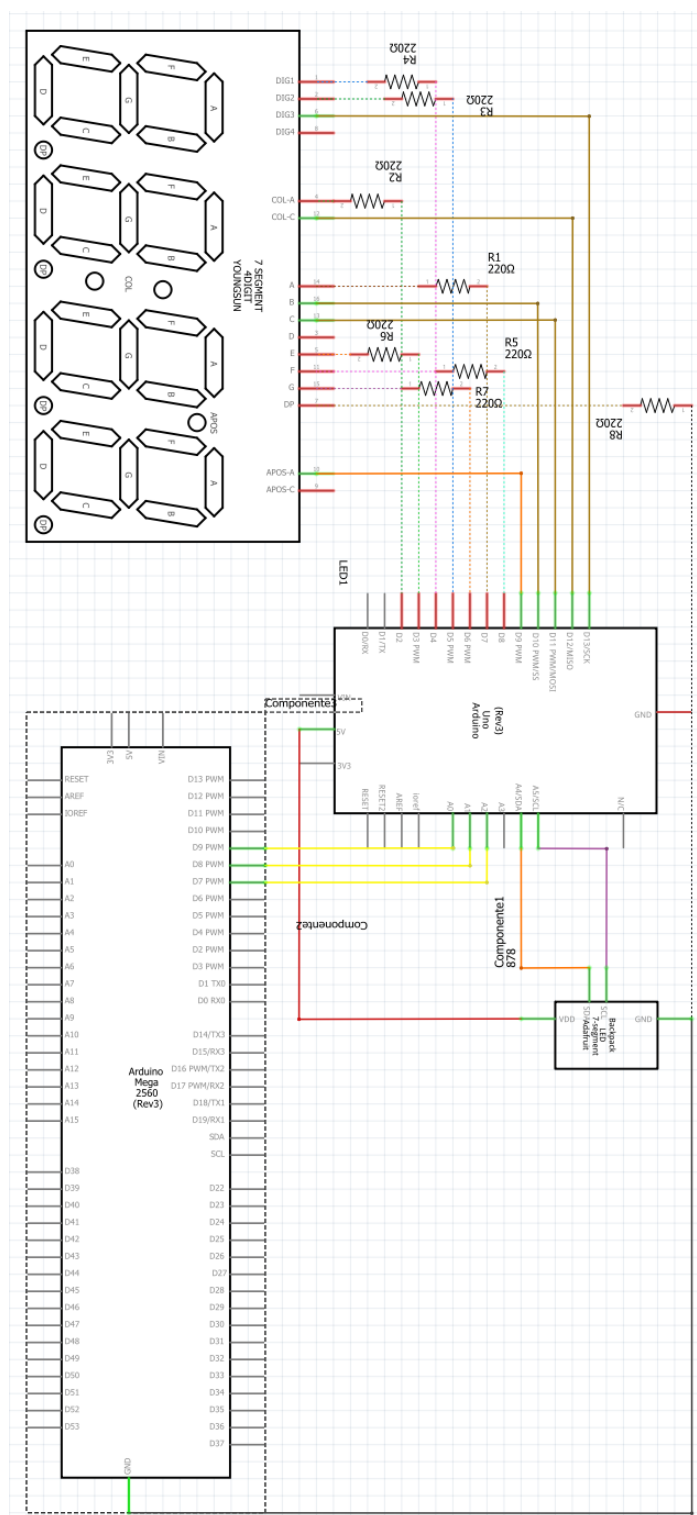 220Ω
R4
220Ω
R3
DIG1
DIG2
DIG3
DIG4
220Ω
R2
COL-A
COL-C
7 SEGMENT
4DIGIT
YOUNGSUN
R1
220Ω
A
B
C
D
E
F
G
DP
220Ω
R6
R5
220Ω
R7
220Ω
220Ω
R8
APOS-A
APOS-C
E
F
D
G
A
C
B
DP
E
F
D
G
A
C
B
DP
COL
E
F
D
G
A
C
B
DP
APOS
E
F
D
G
A
C
B
DP
LED1
D0/RX
D1/TX
D2
D3 PWM
D4
D5 PWM
D6 PWM
D7
D8
D9 PWM
D10 PWM/SS
D11 PWM/MOSI
D12/MISO
D13/SCK
Arduino
Uno
(Rev3)
GND
VIN
5V
3V3
RESET
RESET2
AREF
ioref
A0
A1
A2
A3
A4/SDA
A5/SCL
N/C
Componente3
3V3
5V
VIN
RESET
AREF
IOREF
A0
A1
A2
A3
A4
A5
A6
A7
A8
A9
A10
A11
A12
A13
A14
A15
D38
D39
D40
D41
D42
D43
D44
D45
D46
D47
D48
D49
D50
D51
D52
D53
Arduino
Mega
2560
(Rev3)
D13 PWM
D12 PWM
D11 PWM
D10 PWM
D9 PWM
D8 PWM
D7 PWM
D6 PWM
D5 PWM
D4 PWM
D2 PWM
D3 PWM
D1 TX0
D0 RX0
D14/TX3
D15/RX3
D16 PWM/TX2
D17 PWM/RX2
D18/TX1
D19/RX1
SDA
SCL
D22
D23
D24
D25
D26
D27
D28
D29
D30
D31
D32
D33
D34
D35
D36
D37
GND
Componente2
Componente1
878
SDA
SCL
VDD
GND
Adafruit
7-segment
LED
Backpack